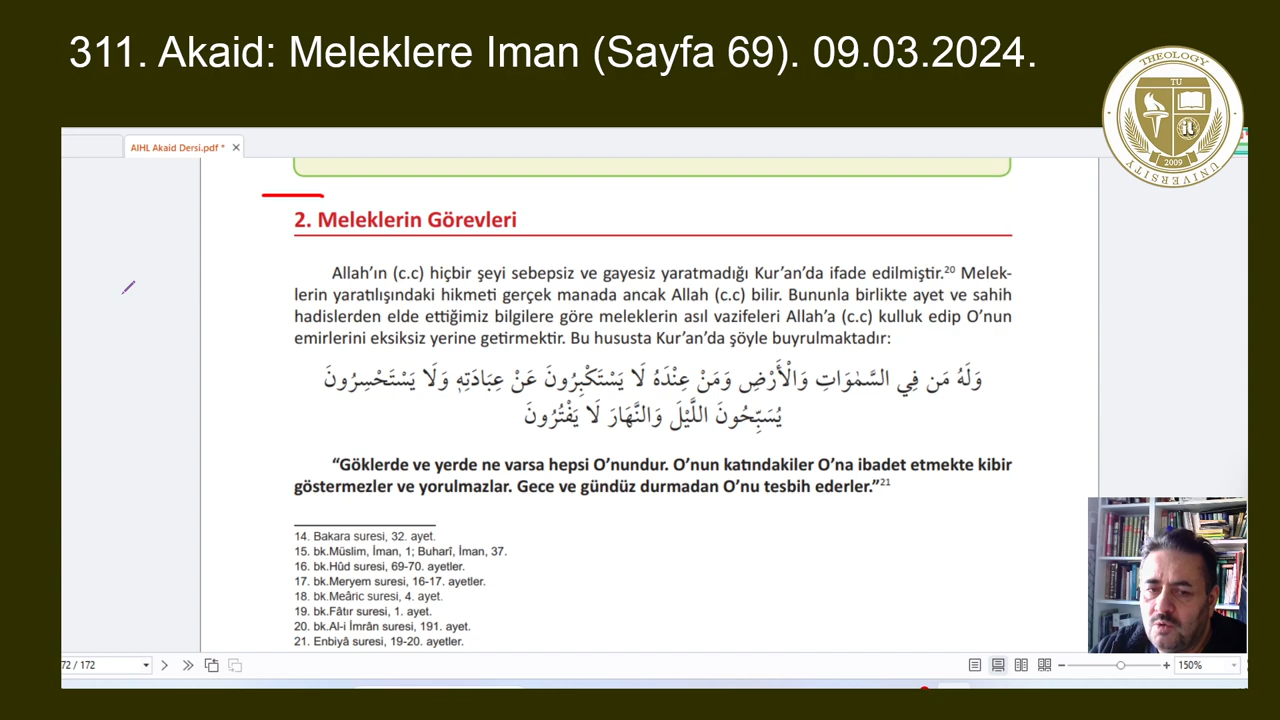 311. Akaid: Meleklere Iman (Sayfa 69). 09.03.2024.
THEOLOGY
TU
2009
UNIVERSITY
AIHL Akaid Dersi.pdf *
2. Meleklerin Görevleri
Allah’ın (c.c) hiçbir şeyi sebepsiz ve gayesiz yaratmadığı Kur’an’da ifade edilmiştir.20 Melek-
lerin yaratılışındaki hikmeti gerçek manada ancak Allah (c.c) bilir. Bununla birlikte ayet ve sahih
hadislerden elde ettiğimiz bilgilere göre meleklerin asıl vazifeleri Allah’a (c.c) kulluk edip O’nun
emirlerini eksiksiz yerine getirmektir. Bu hususta Kur’an’da şöyle buyrulmaktadır:
وَلَهُ مَن فِي السَّمٰوَاتِ وَالْأَرْضِ وَمَنْ عِنْدَهُ لَا يَسْتَكْبِرُونَ عَنْ عِبَادَتِهٖ وَلَا يَسْتَحْسِرُونَ
يُسَبِّحُونَ اللَّيْلَ وَالنَّهَارَ لَا يَفْتُرُونَ
“Göklerde ve yerde ne varsa hepsi O’nundur. O’nun katındakiler O’na ibadet etmekte kibir
göstermezler ve yorulmazlar. Gece ve gündüz durmadan O’nu tesbih ederler.”21
14. Bakara suresi, 32. ayet.
15. bk.Müslim, İman, 1; Buharî, İman, 37.
16. bk.Hûd suresi, 69-70. ayetler.
17. bk.Meryem suresi, 16-17. ayetler.
18. bk.Meâric suresi, 4. ayet.
19. bk.Fâtır suresi, 1. ayet.
20. bk.Al-i İmrân suresi, 191. ayet.
21. Enbiyâ suresi, 19-20. ayetler.
72 / 172
150%